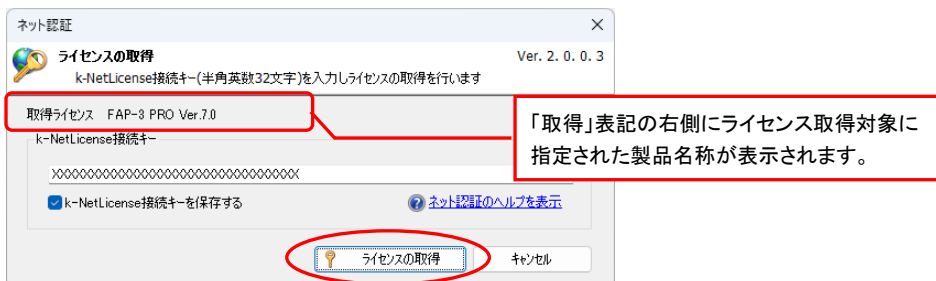 ネット認証
ライセンスの取得
Ver. 2. 0. 0. 3
k-NetLicense接続キー(半角英数32文字)を入力しライセンスの取得を行います
取得ライセンス FAP-3 PRO Ver.7.0
「取得」表記の右側にライセンス取得対象に
指定された製品名称が表示されます。
k-NetLicense接続キー
XXXXXXXXXXXXXXXXXXXXXXXXXXXXXXXX
k-NetLicense接続キーを保存する
ネット認証のヘルプを表示
ライセンスの取得
キャンセル